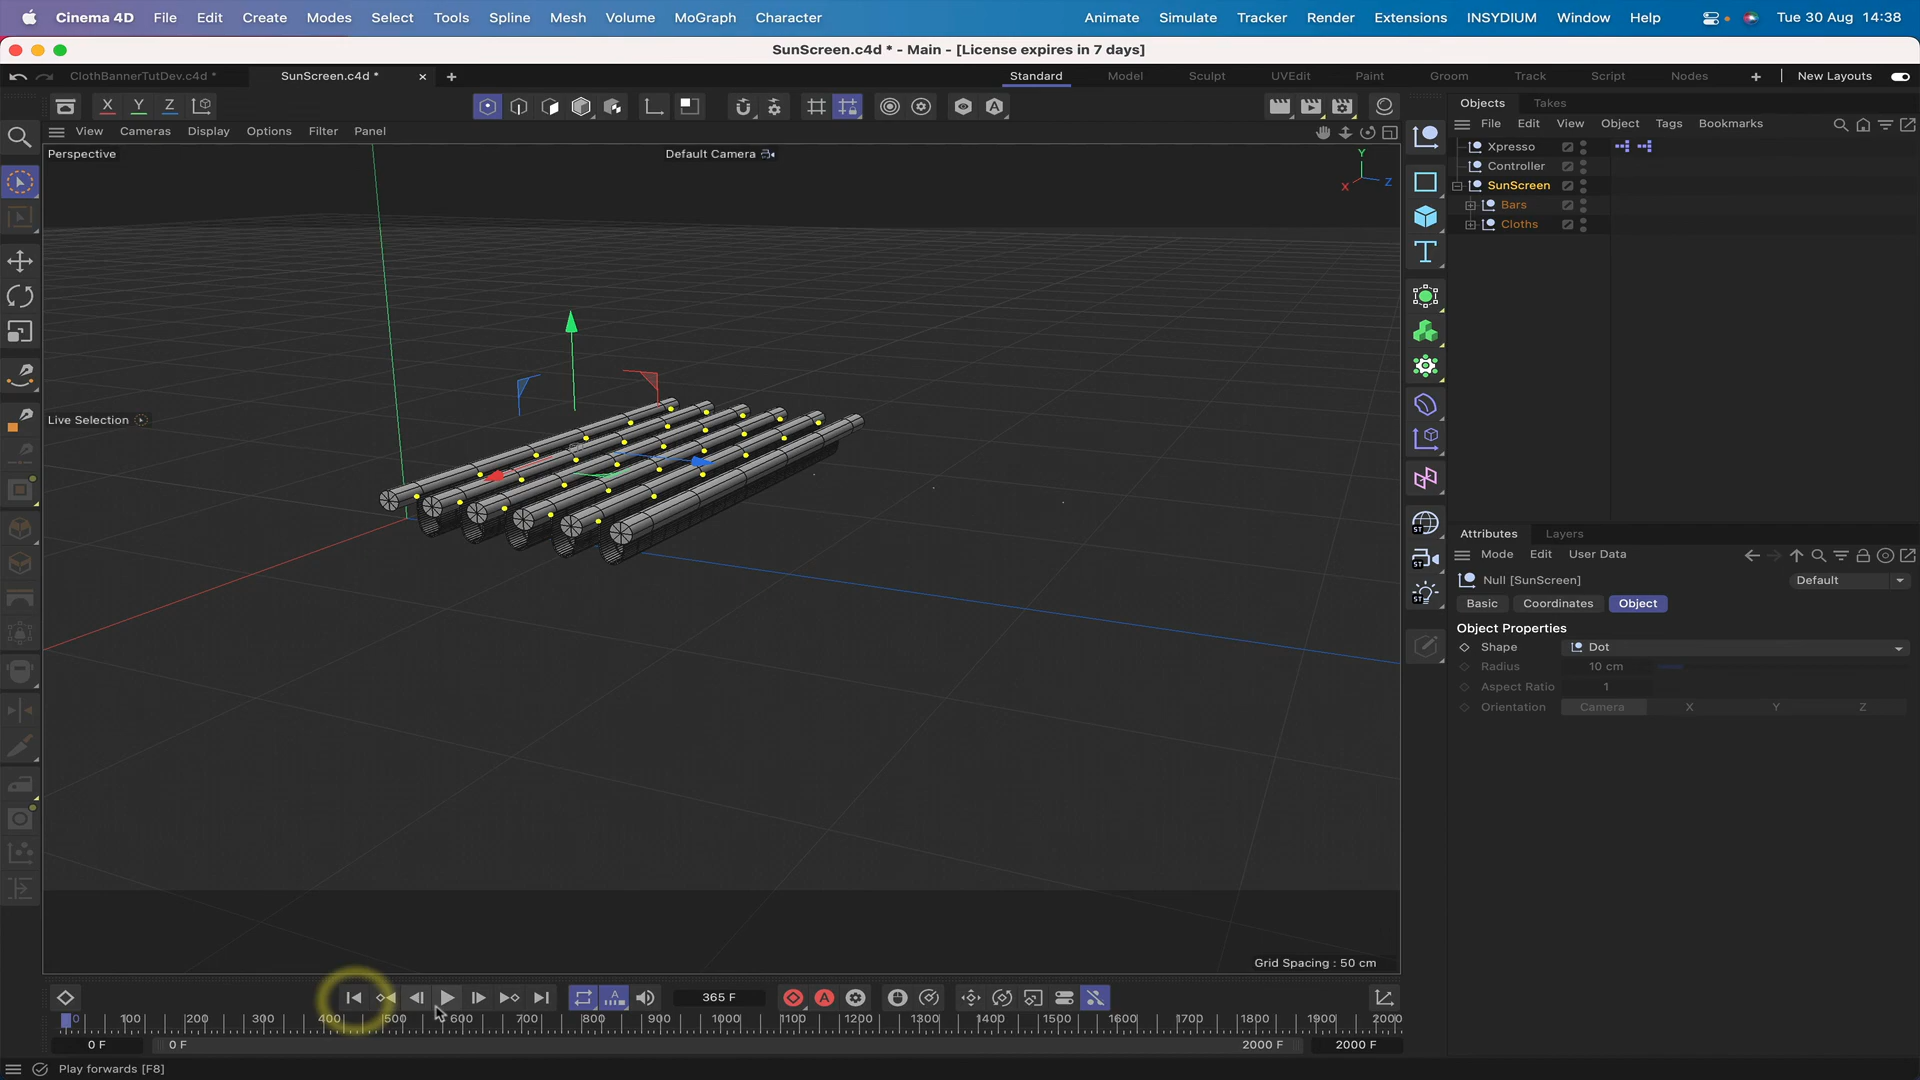 Cinema 4D File Edit Create Modes Select Tools Spline Mesh Volume MoGraph Character Animate Simulate Tracker Render Extensions INSYDIUM Window Help Tue 30 Aug 14:38
SunScreen.c4d * - Main - [License expires in 7 days]
ClothBannerTutDev.c4d * SunScreen.c4d * Standard Model Sculpt UVEdit Paint Groom Track Script Nodes New Layouts
X Y Z A Objects Takes
View Cameras Display Options Filter Panel File Edit View Object Tags Bookmarks
Perspective Default Camera
Y
X Z
Xpresso
Controller
SunScreen
Bars
Cloths
Live Selection
ST
ST
ST
Attributes Layers
Mode Edit User Data
Null [SunScreen] Default
Basic Coordinates Object
Object Properties
Shape Dot
Radius 10 cm
Aspect Ratio 1
Orientation Camera X Y Z
Grid Spacing : 50 cm
A 365 F A
0 100 200 300 400 500 600 700 800 900 1000 1100 1200 1300 1400 1500 1600 1700 1800 1900 2000
0 F 0 F 2000 F 2000 F
Play forwards [F8]